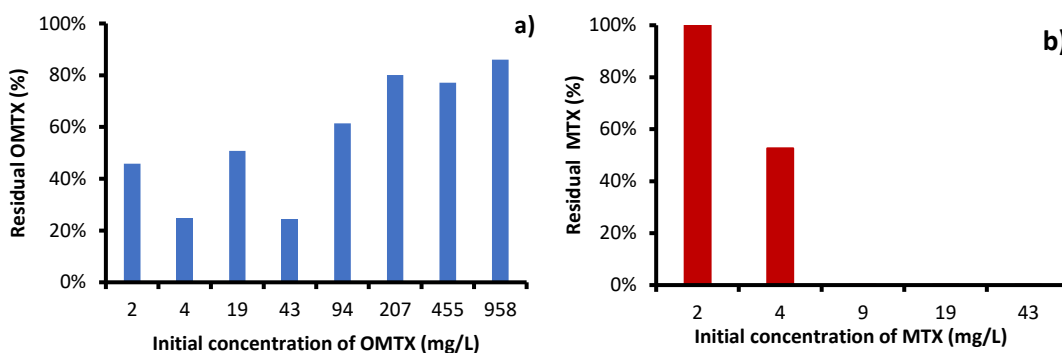 a)
Residual OMTX (%)
100%
80%
60%
40%
20%
0%
2 4 19 43 94 207 455 958
Initial concentration of OMTX (mg/L)
b)
Residual MTX (%)
100%
80%
60%
40%
20%
0%
2 4 9 19 43
Initial concentration of MTX (mg/L)